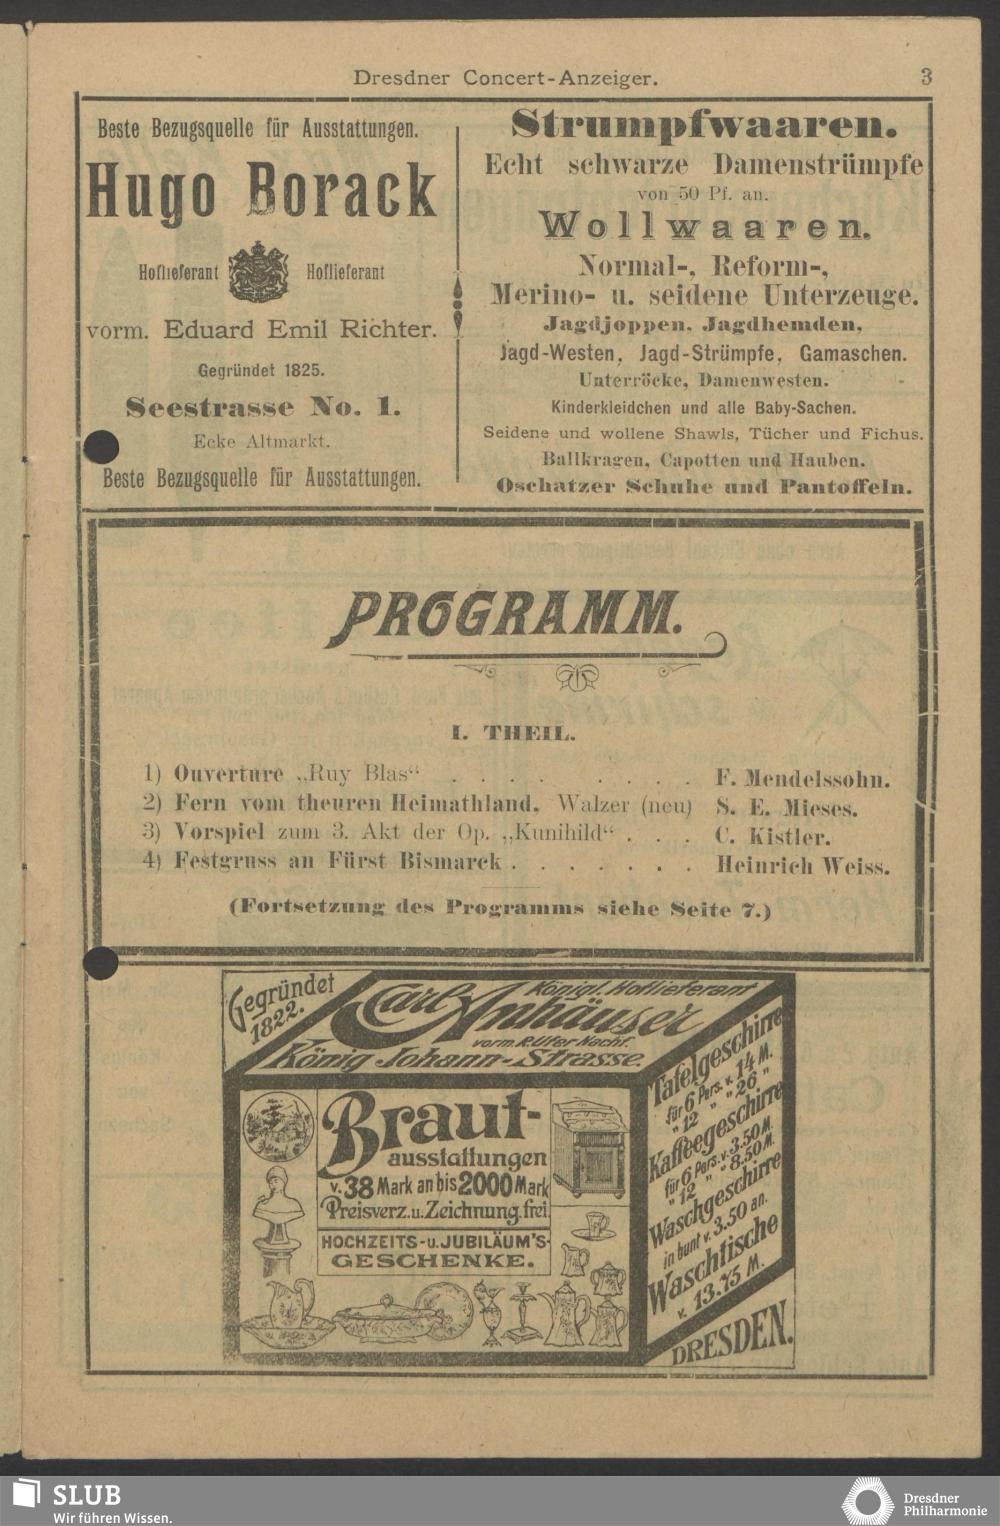 Dresdner Concert-Anzeiger.
3
Beste Bezugsquelle für Ausstattungen.
Hugo Borack
Hoflieferant Hoflieferant
vorm. Eduard Emil Richter.
Gegründet 1825.
Seestrasse No. 1.
Ecke Altmarkt.
Beste Bezugsquelle für Ausstattungen.
Strumpfwaaren.
Echt schwarze Damenstrümpfe
von 50 Pf. an.
Wollwaaren.
Normal-, Reform-,
Merino- u. seidene Unterzeuge.
Jagdjoppen, Jagdhemden,
Jagd-Westen, Jagd-Strümpfe, Gamaschen.
Unterröcke, Damenwesten.
Kinderkleidchen und alle Baby-Sachen.
Seidene und wollene Shawls, Tücher und Fichus.
Ballkragen, Capotten und Hauben.
Oschatzer Schuhe und Pantoffeln.
PROGRAMM.
I. THEIL.
1) Ouverture „Ruy Blas“ . . . . . . . . . F. Mendelssohn.
2) Fern vom theuren Heimathland, Walzer (neu) S. E. Mieses.
3) Vorspiel zum 3. Akt der Op. „Kunihild“ . . . C. Kistler.
4) Festgruss an Fürst Bismarck . . . . . . . Heinrich Weiss.
(Fortsetzung des Programms siehe Seite 7.)
Gegründet
1822.
Königl. Hoflieferant
Carl Anhäuser
vorm. R. Ufer Nachf.
König Johann-Strasse.
Braut-
ausstattungen
v. 38 Mark an bis 2000 Mark
Preisverz. u. Zeichnung. frei.
HOCHZEITS- u. JUBILÄUM'S-
GESCHENKE.
Tafelgeschirre
für 6 Pers. v. 14 M.
" 12 " " 26 "
Kaffeegeschirre
für 6 Pers. v. 3.50 M.
" 12 " " 8.50 M.
Waschgeschirre
in bunt v. 3.50 an.
Waschtische
v. 13.75 M.
DRESDEN.
SLUB
Wir führen Wissen.
Dresdner
Philharmonie